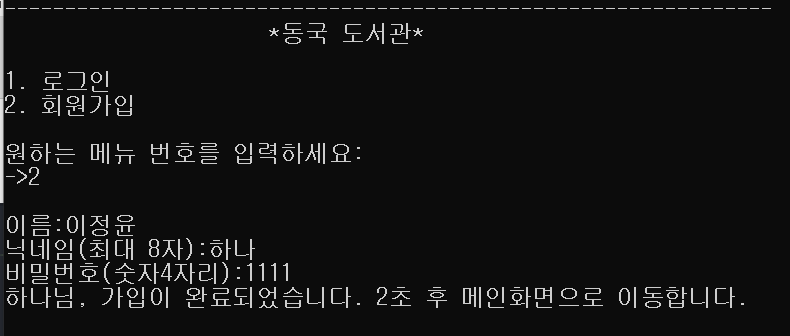 --------------------------------------------------------------------------------
*동국 도서관*
1. 로그인
2. 회원가입
원하는 메뉴 번호를 입력하세요:
->2
이름:이정윤
닉네임(최대 8자):하나
비밀번호(숫자4자리):1111
하나님, 가입이 완료되었습니다. 2초 후 메인화면으로 이동합니다.